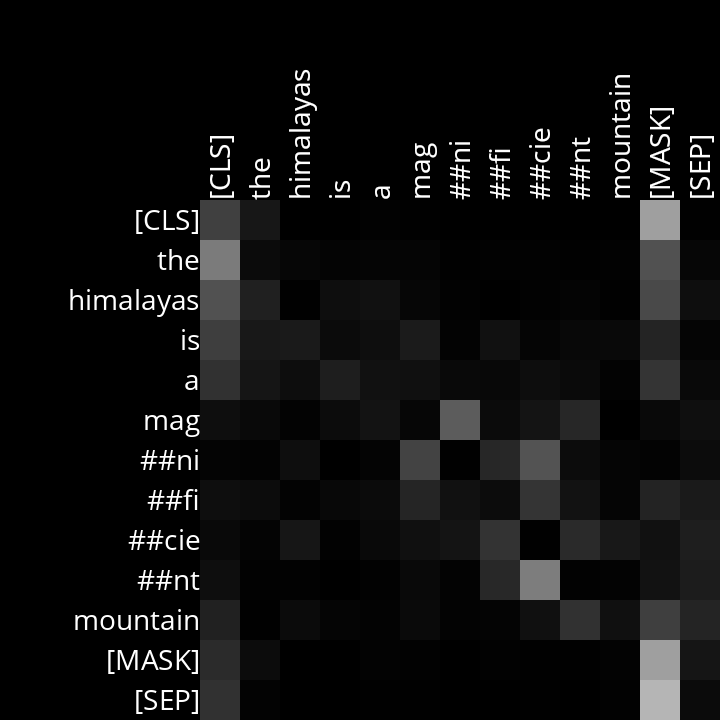 [CLS] the himalayas is a mag ##ni ##fi ##cie ##nt mountain [MASK] [SEP]
[CLS]
the
himalayas
is
a
mag
##ni
##fi
##cie
##nt
mountain
[MASK]
[SEP]